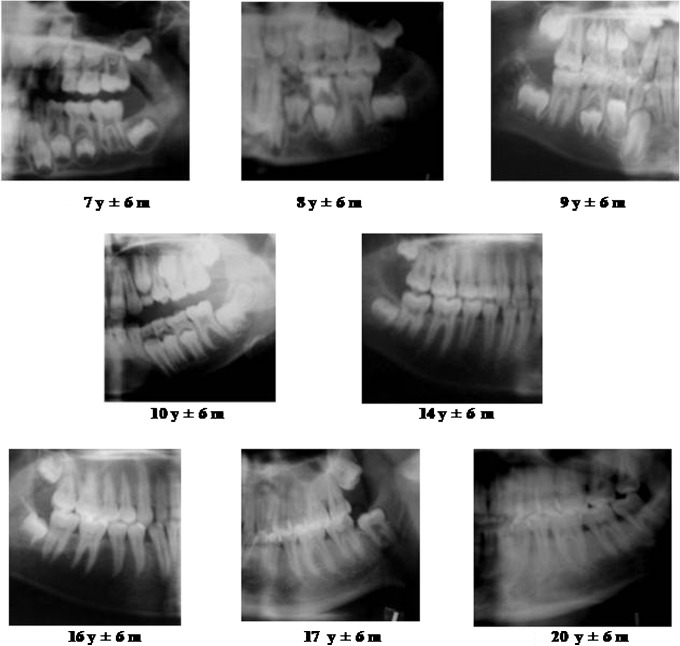 7 y ± 6 m
8 y ± 6 m
9 y ± 6 m
10 y ± 6 m
14 y ± 6 m
16 y ± 6 m
17 y ± 6 m
20 y ± 6 m